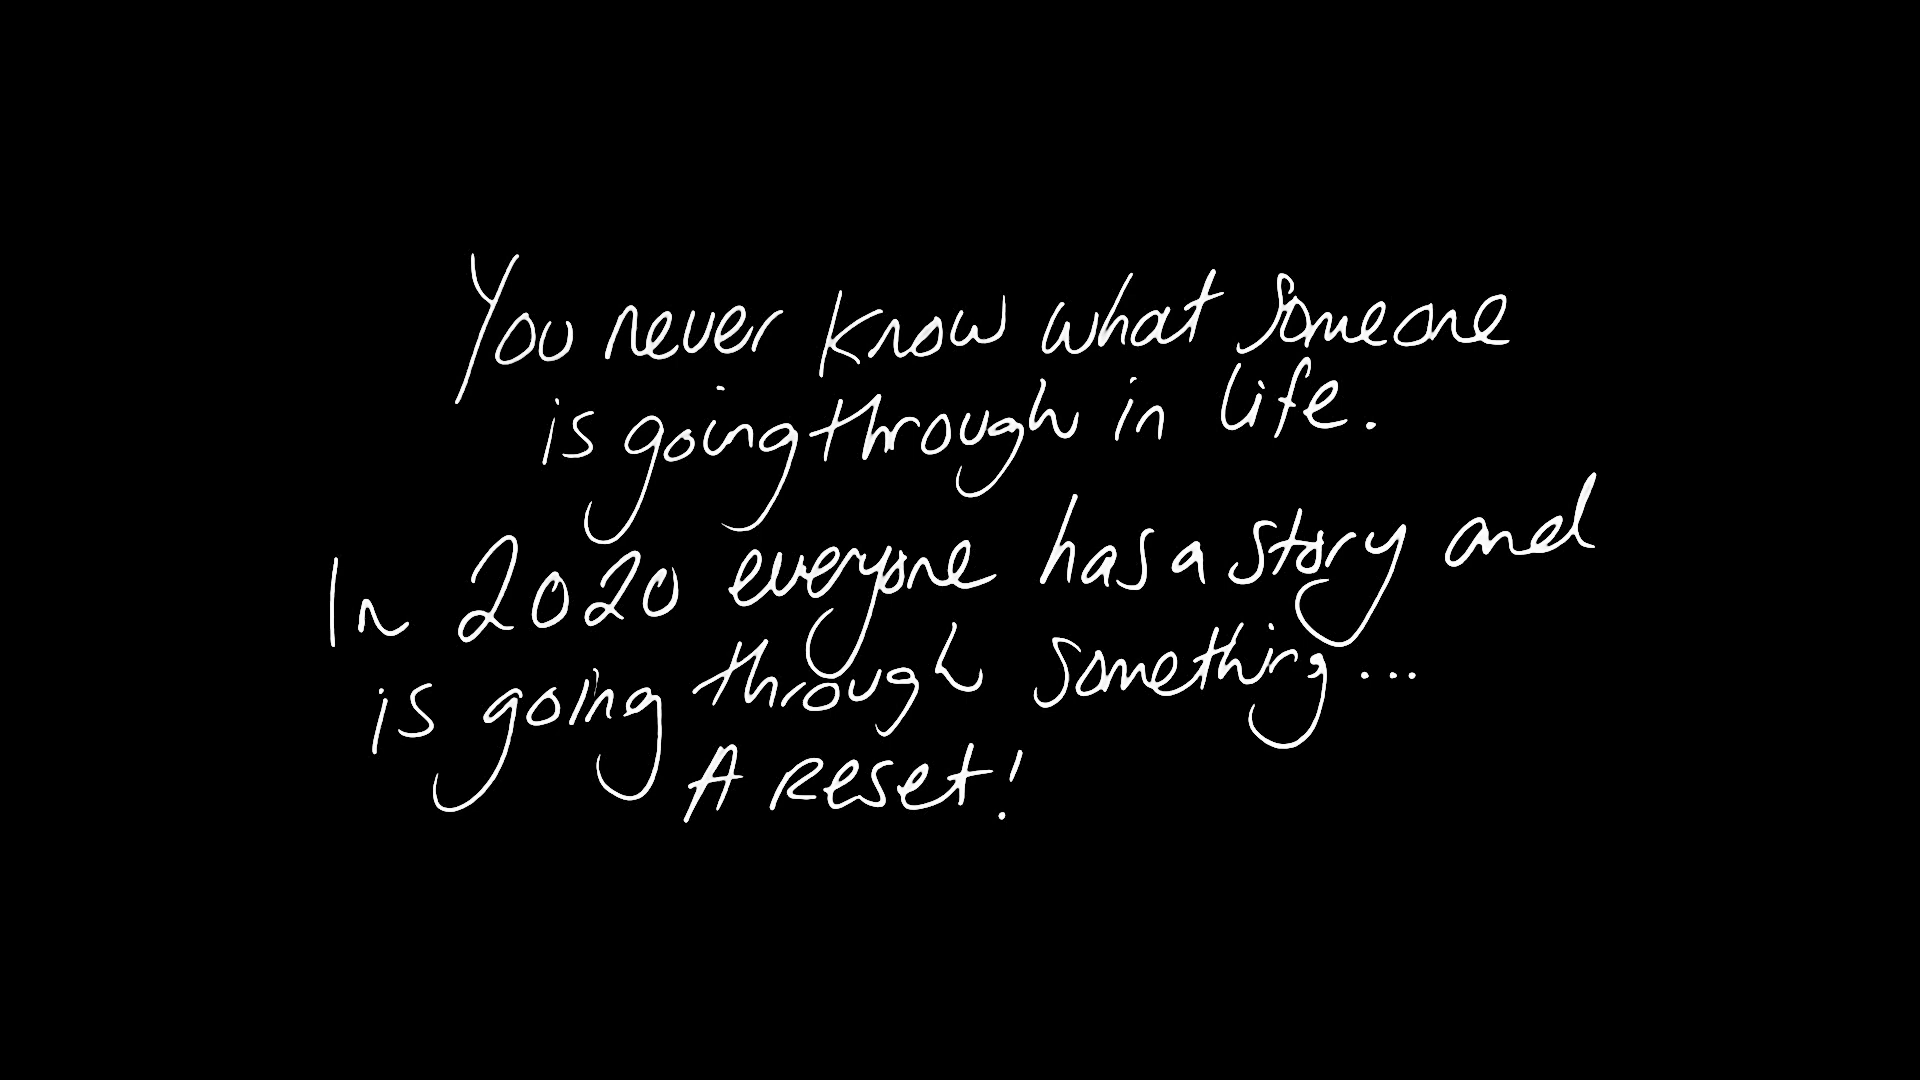 You never know what someone
is going through in life.
In 2020 everyone has a story and
is going through something...
A reset!